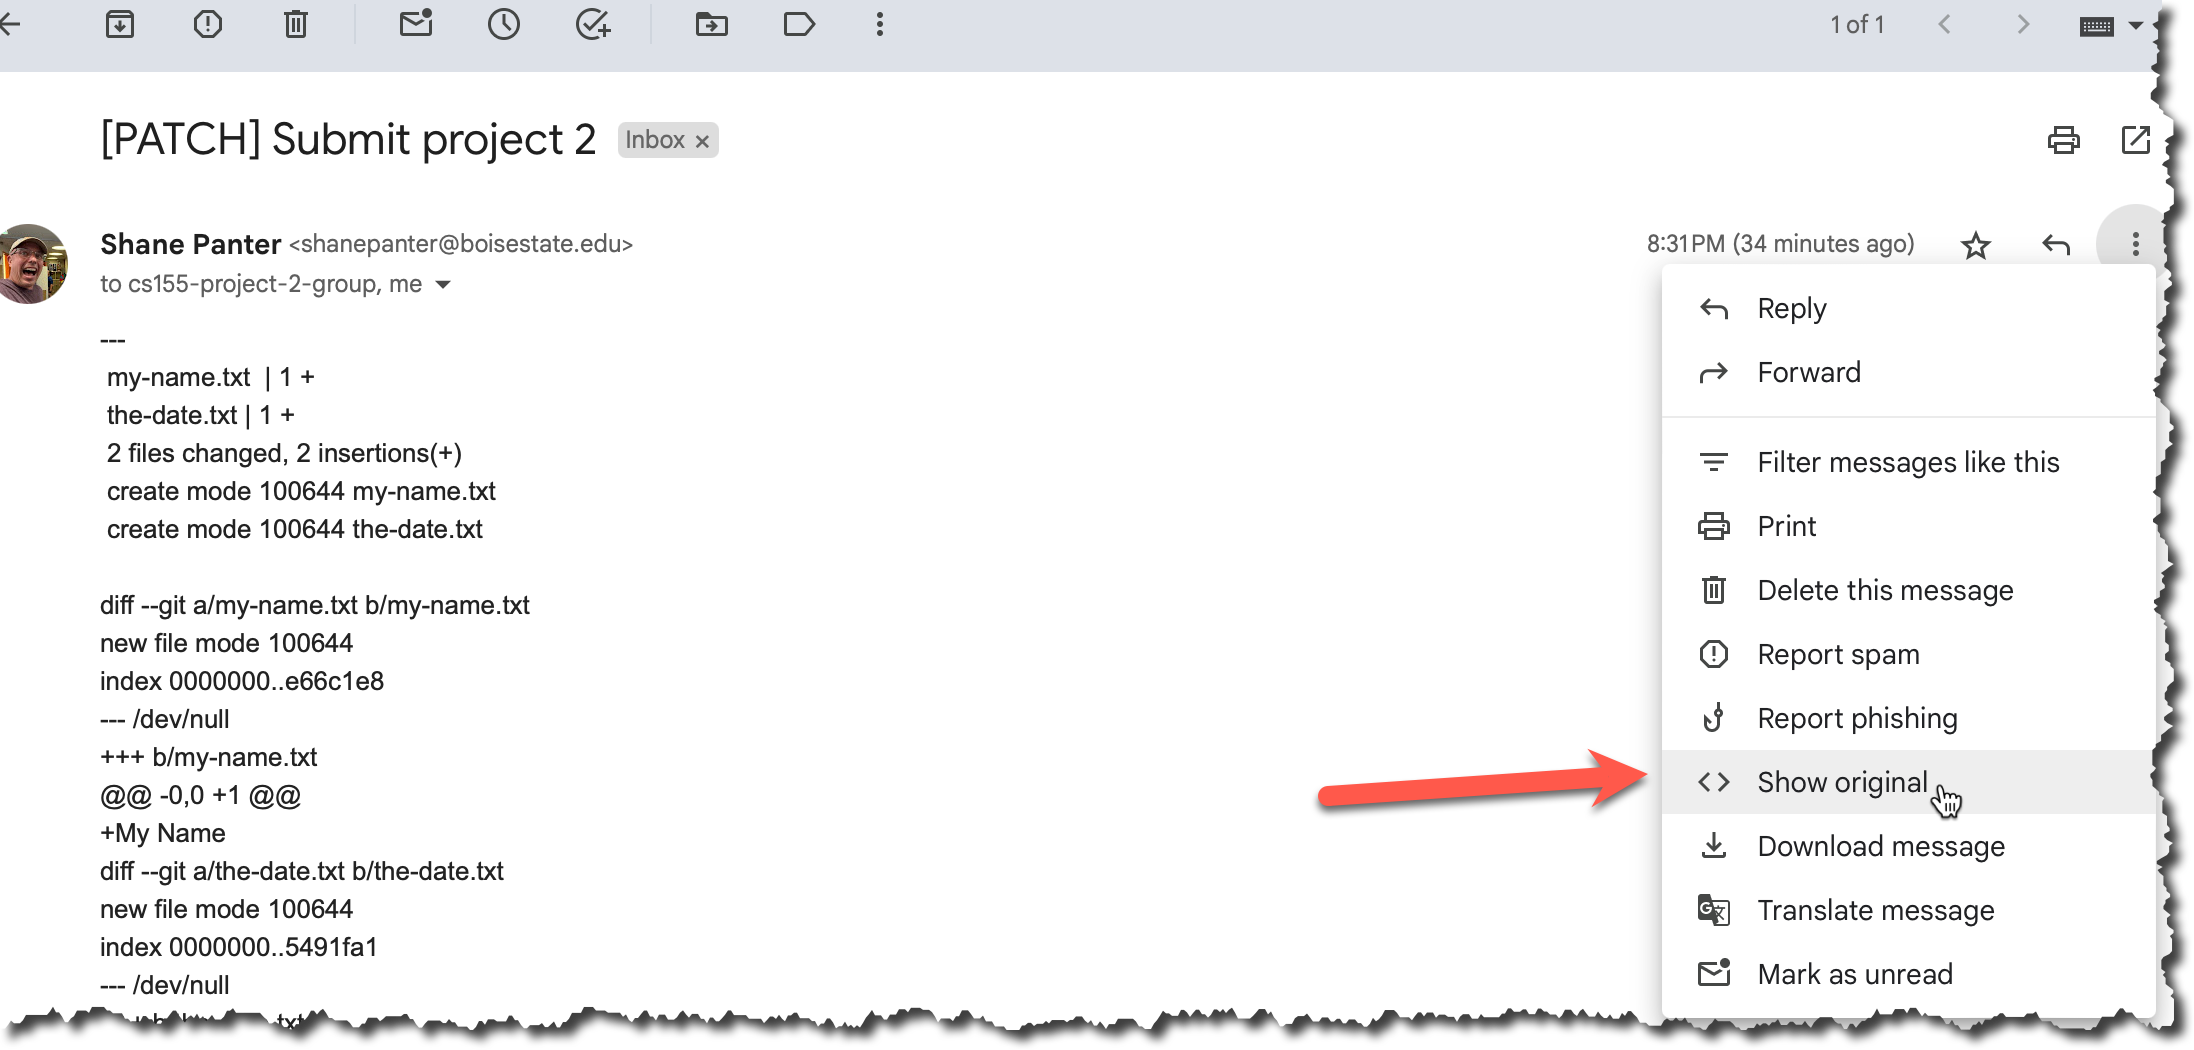 1 of 1
[PATCH] Submit project 2 Inbox ×
Shane Panter <shanepanter@boisestate.edu>
8:31 PM (34 minutes ago)
to cs155-project-2-group, me
---
my-name.txt | 1 +
the-date.txt | 1 +
2 files changed, 2 insertions(+)
create mode 100644 my-name.txt
create mode 100644 the-date.txt
diff --git a/my-name.txt b/my-name.txt
new file mode 100644
index 0000000..e66c1e8
--- /dev/null
+++ b/my-name.txt
@@ -0,0 +1 @@
+My Name
diff --git a/the-date.txt b/the-date.txt
new file mode 100644
index 0000000..5491fa1
--- /dev/null
Reply
Forward
Filter messages like this
Print
Delete this message
Report spam
Report phishing
Show original
Download message
Translate message
Mark as unread